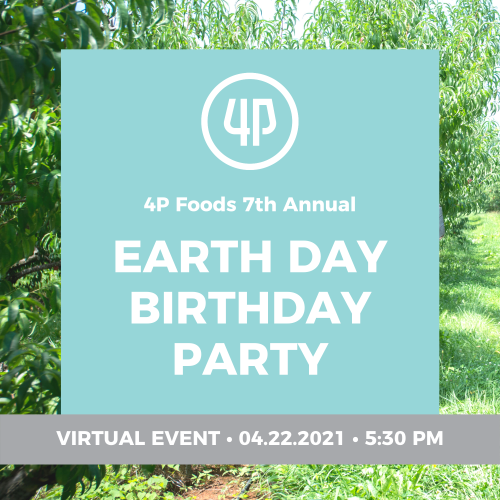 4P
4P Foods 7th Annual
EARTH DAY
BIRTHDAY
PARTY
VIRTUAL EVENT • 04.22.2021 • 5:30 PM